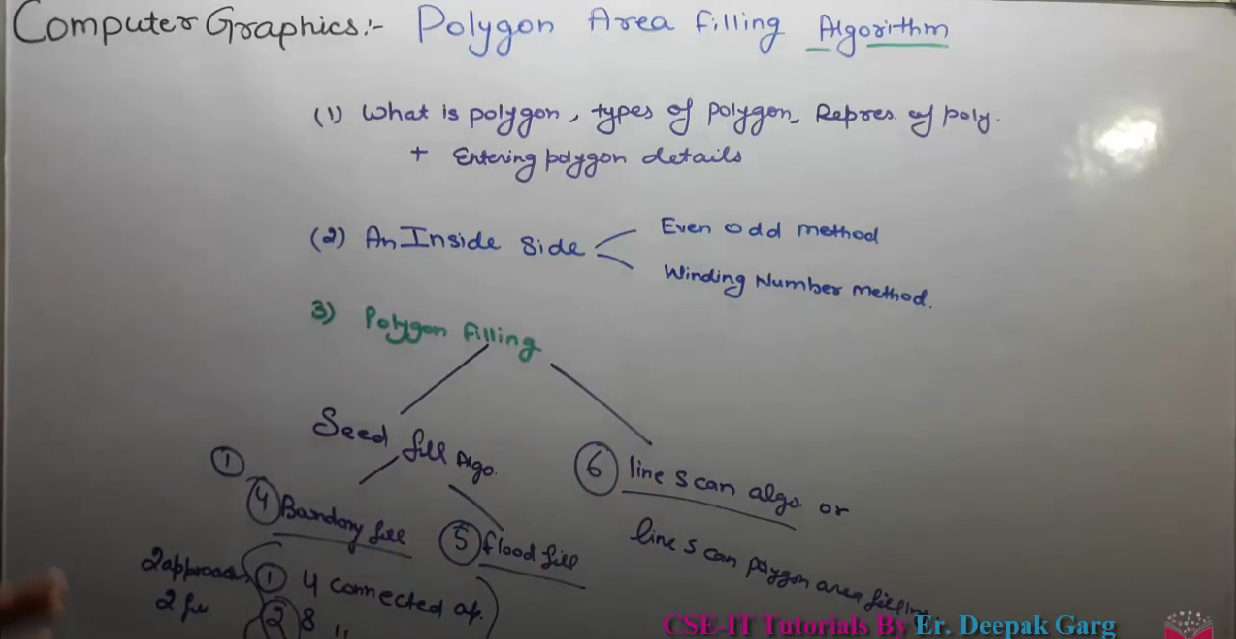 Computer Graphics:- Polygon Area Filling Algorithm
(1) What is polygon, types of polygon, Repres. of poly.
+ Entering polygon details
(2) An Inside Side
Even odd method
Winding Number Method.
3) Polygon filling
Seed fill Algo.
①
④ Boundary fill
⑤ flood fill
⑥ line scan algo. or
line scan polygon area filling
2 approach
① 4 connected ap.
② 8 "
CSE-IT Tutorials By Er. Deepak Garg